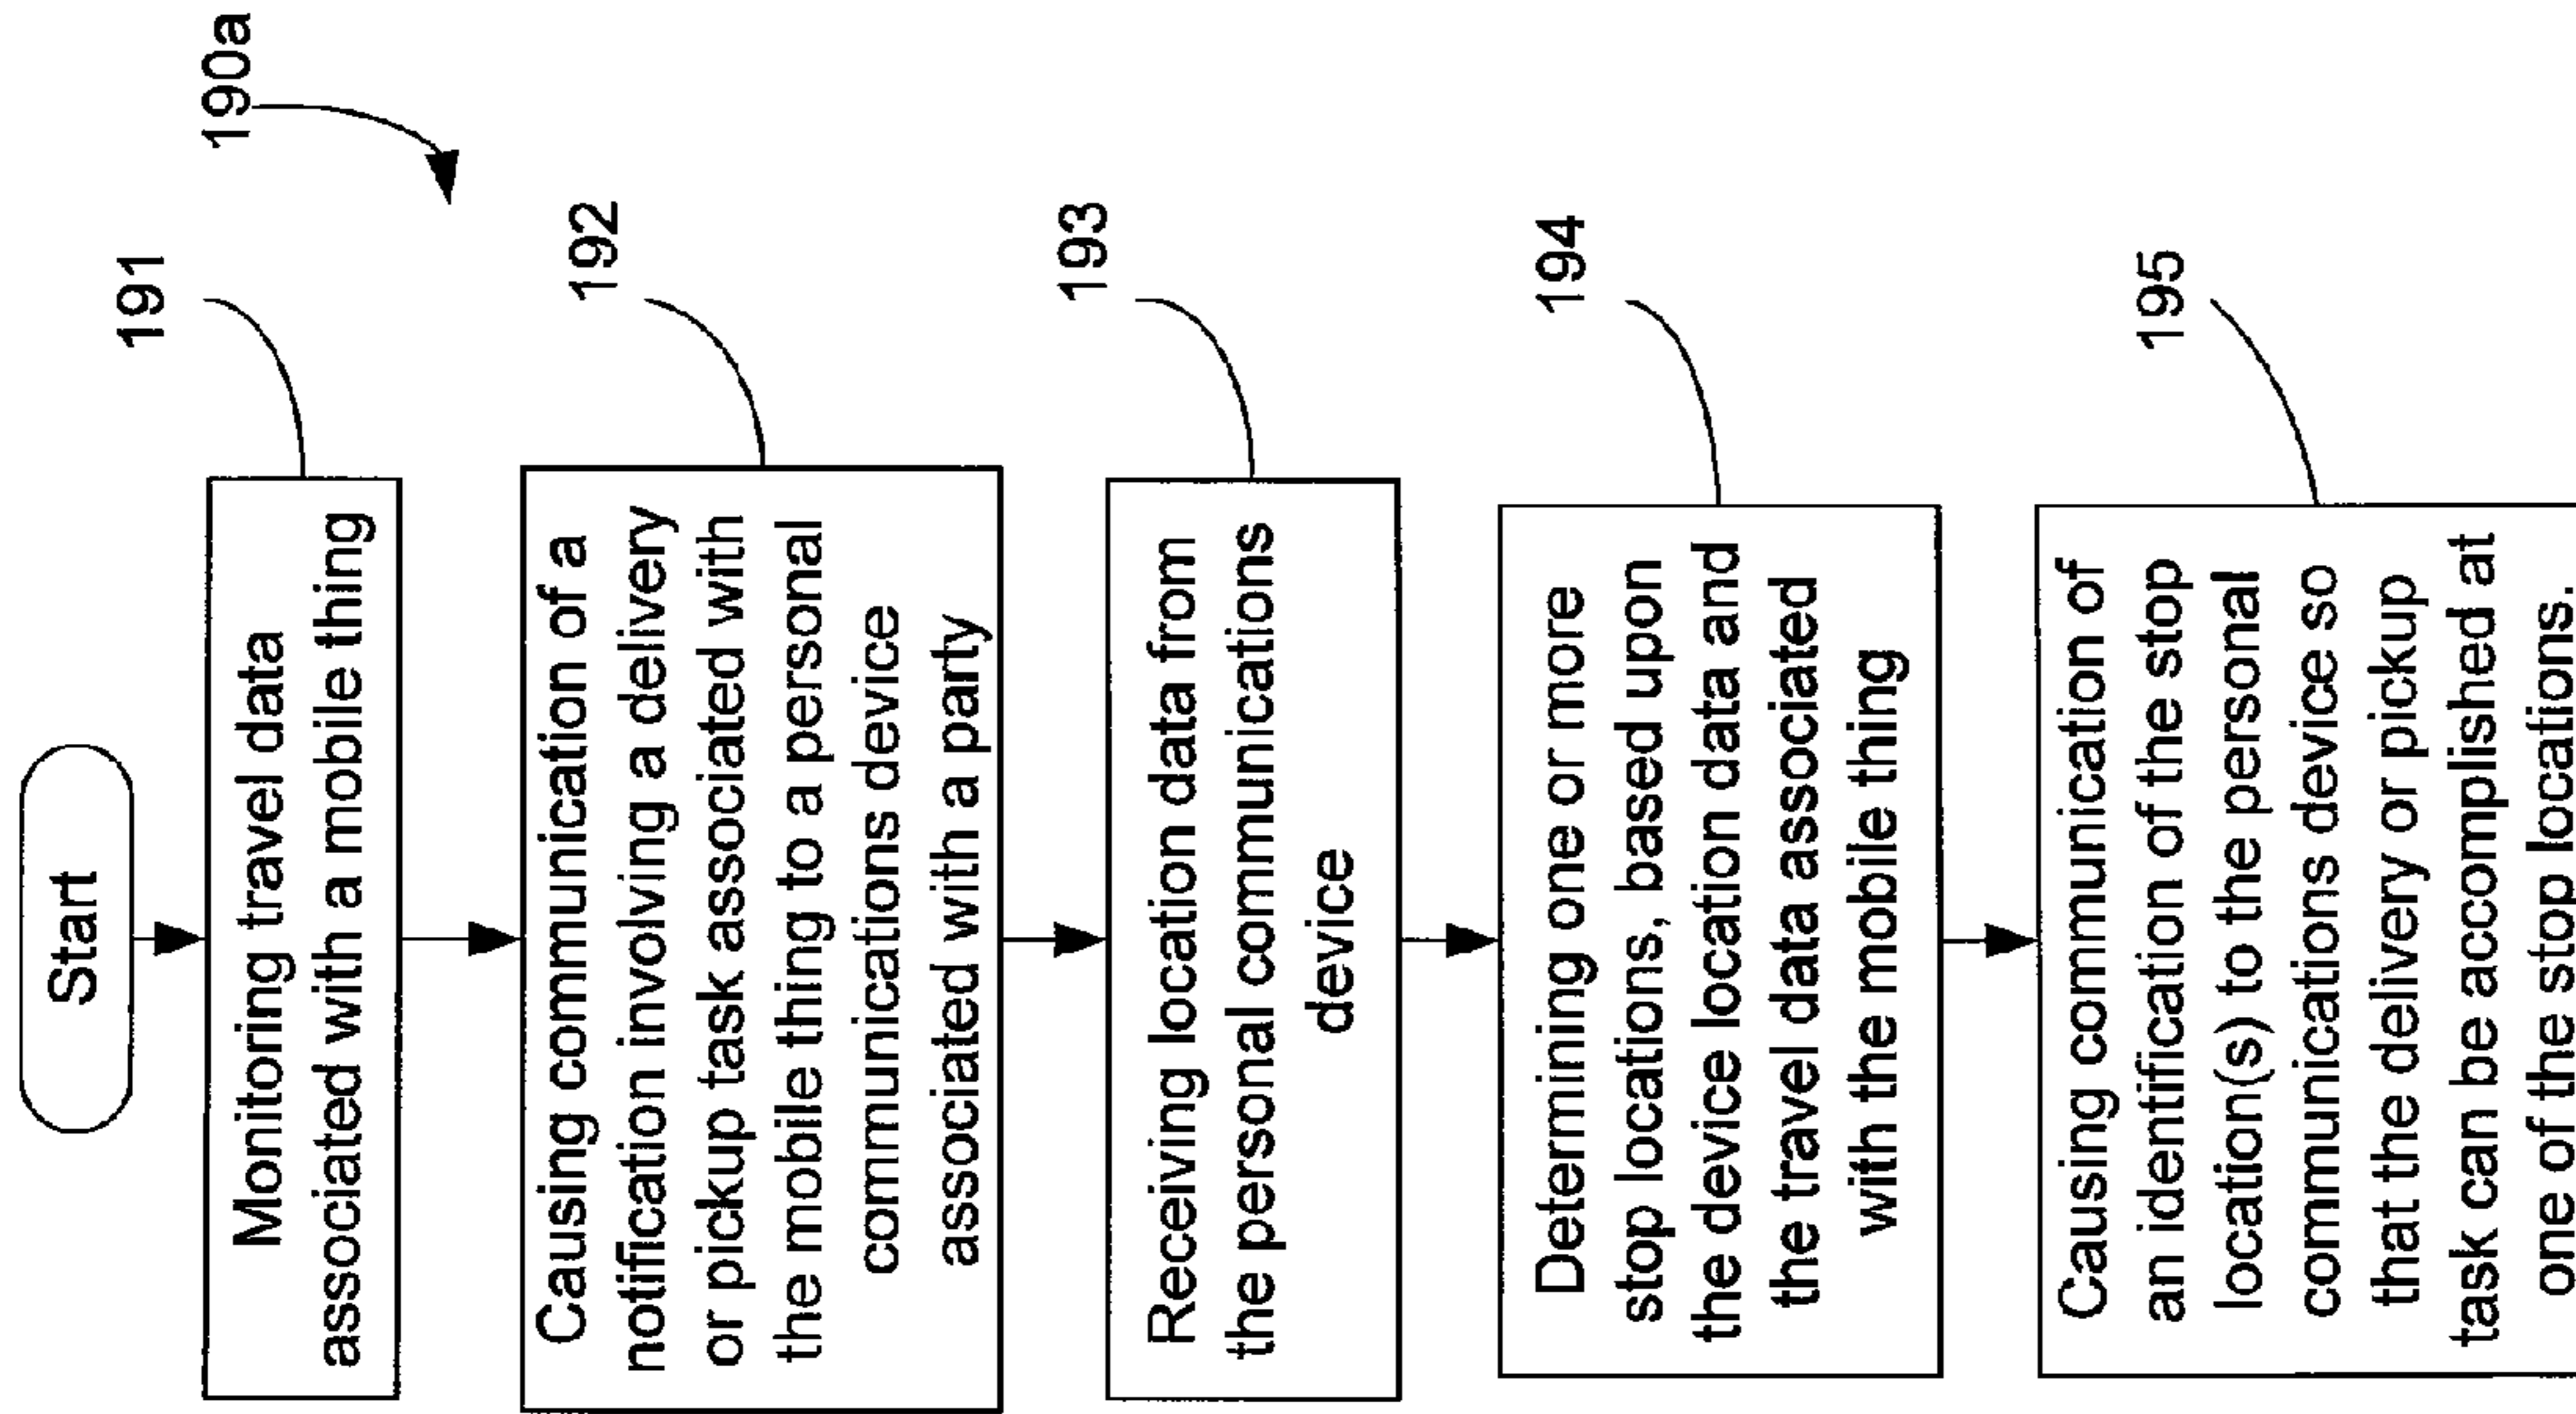 190a
Start
191
Monitoring travel data
associated with a mobile thing
192
Causing communication of a
notification involving a delivery
or pickup task associated with
the mobile thing to a personal
communications device
associated with a party
193
Receiving location data from
the personal communications
device
194
Determining one or more
stop locations, based upon
the device location data and
the travel data associated
with the mobile thing
195
Causing communication of
an identification of the stop
location(s) to the personal
communications device so
that the delivery or pickup
task can be accomplished at
one of the stop locations.